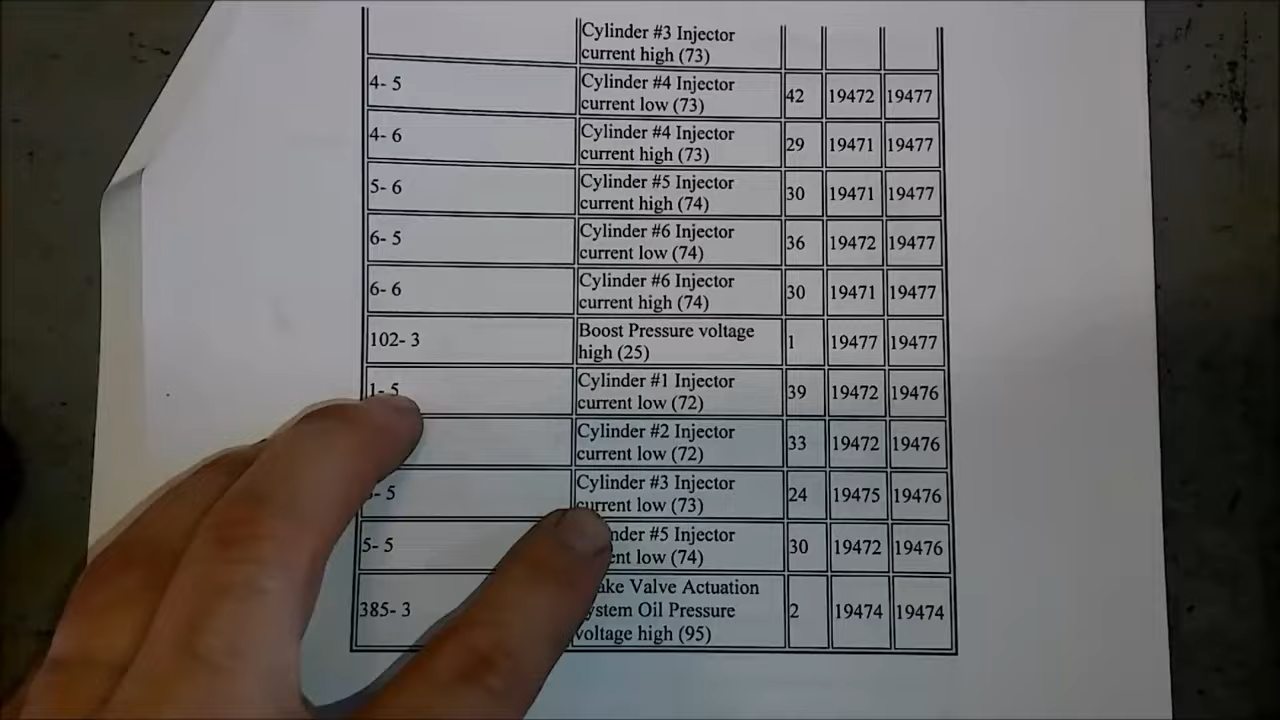 Cylinder #3 Injector
current high (73)
4- 5 Cylinder #4 Injector
current low (73) 42 19472 19477
4- 6 Cylinder #4 Injector
current high (73) 29 19471 19477
5- 6 Cylinder #5 Injector
current high (74) 30 19471 19477
6- 5 Cylinder #6 Injector
current low (74) 36 19472 19477
6- 6 Cylinder #6 Injector
current high (74) 30 19471 19477
102- 3 Boost Pressure voltage
high (25) 1 19477 19477
1- 5 Cylinder #1 Injector
current low (72) 39 19472 19476
Cylinder #2 Injector
current low (72) 33 19472 19476
- 5 Cylinder #3 Injector
current low (73) 24 19475 19476
5- 5 #5 Injector
low (74) 30 19472 19476
385- 3 Valve Actuation
Oil Pressure
voltage high (95) 2 19474 19474